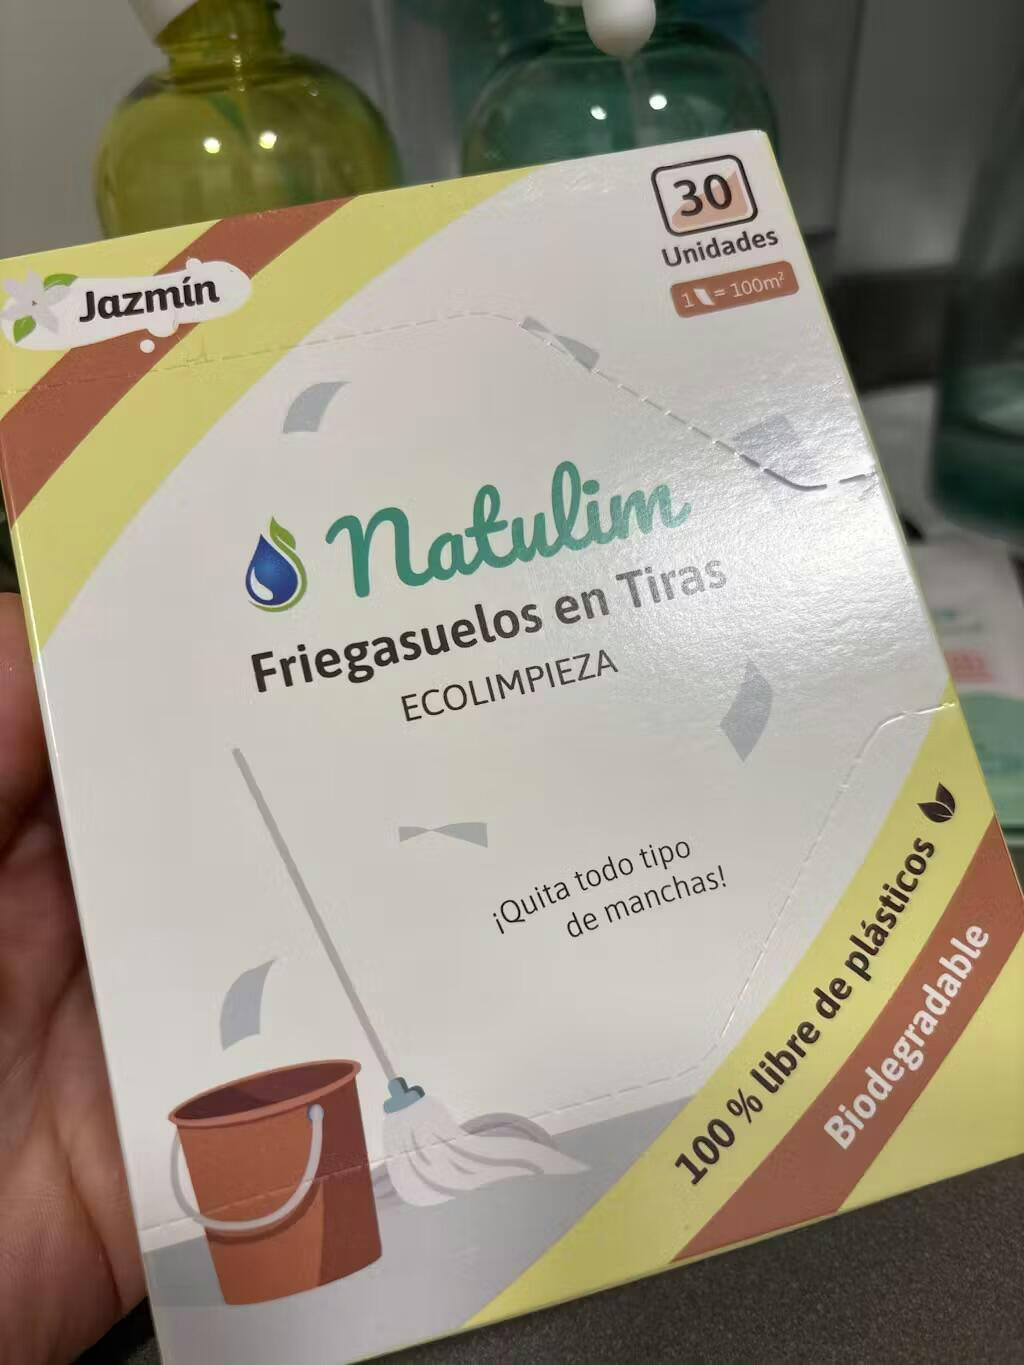 30
Unidades
1 = 100m²
Jazmín
Natulim
Friegasuelos en Tiras
ECOLIMPIEZA
¡Quita todo tipo
de manchas!
100 % libre de plásticos
Biodegradable